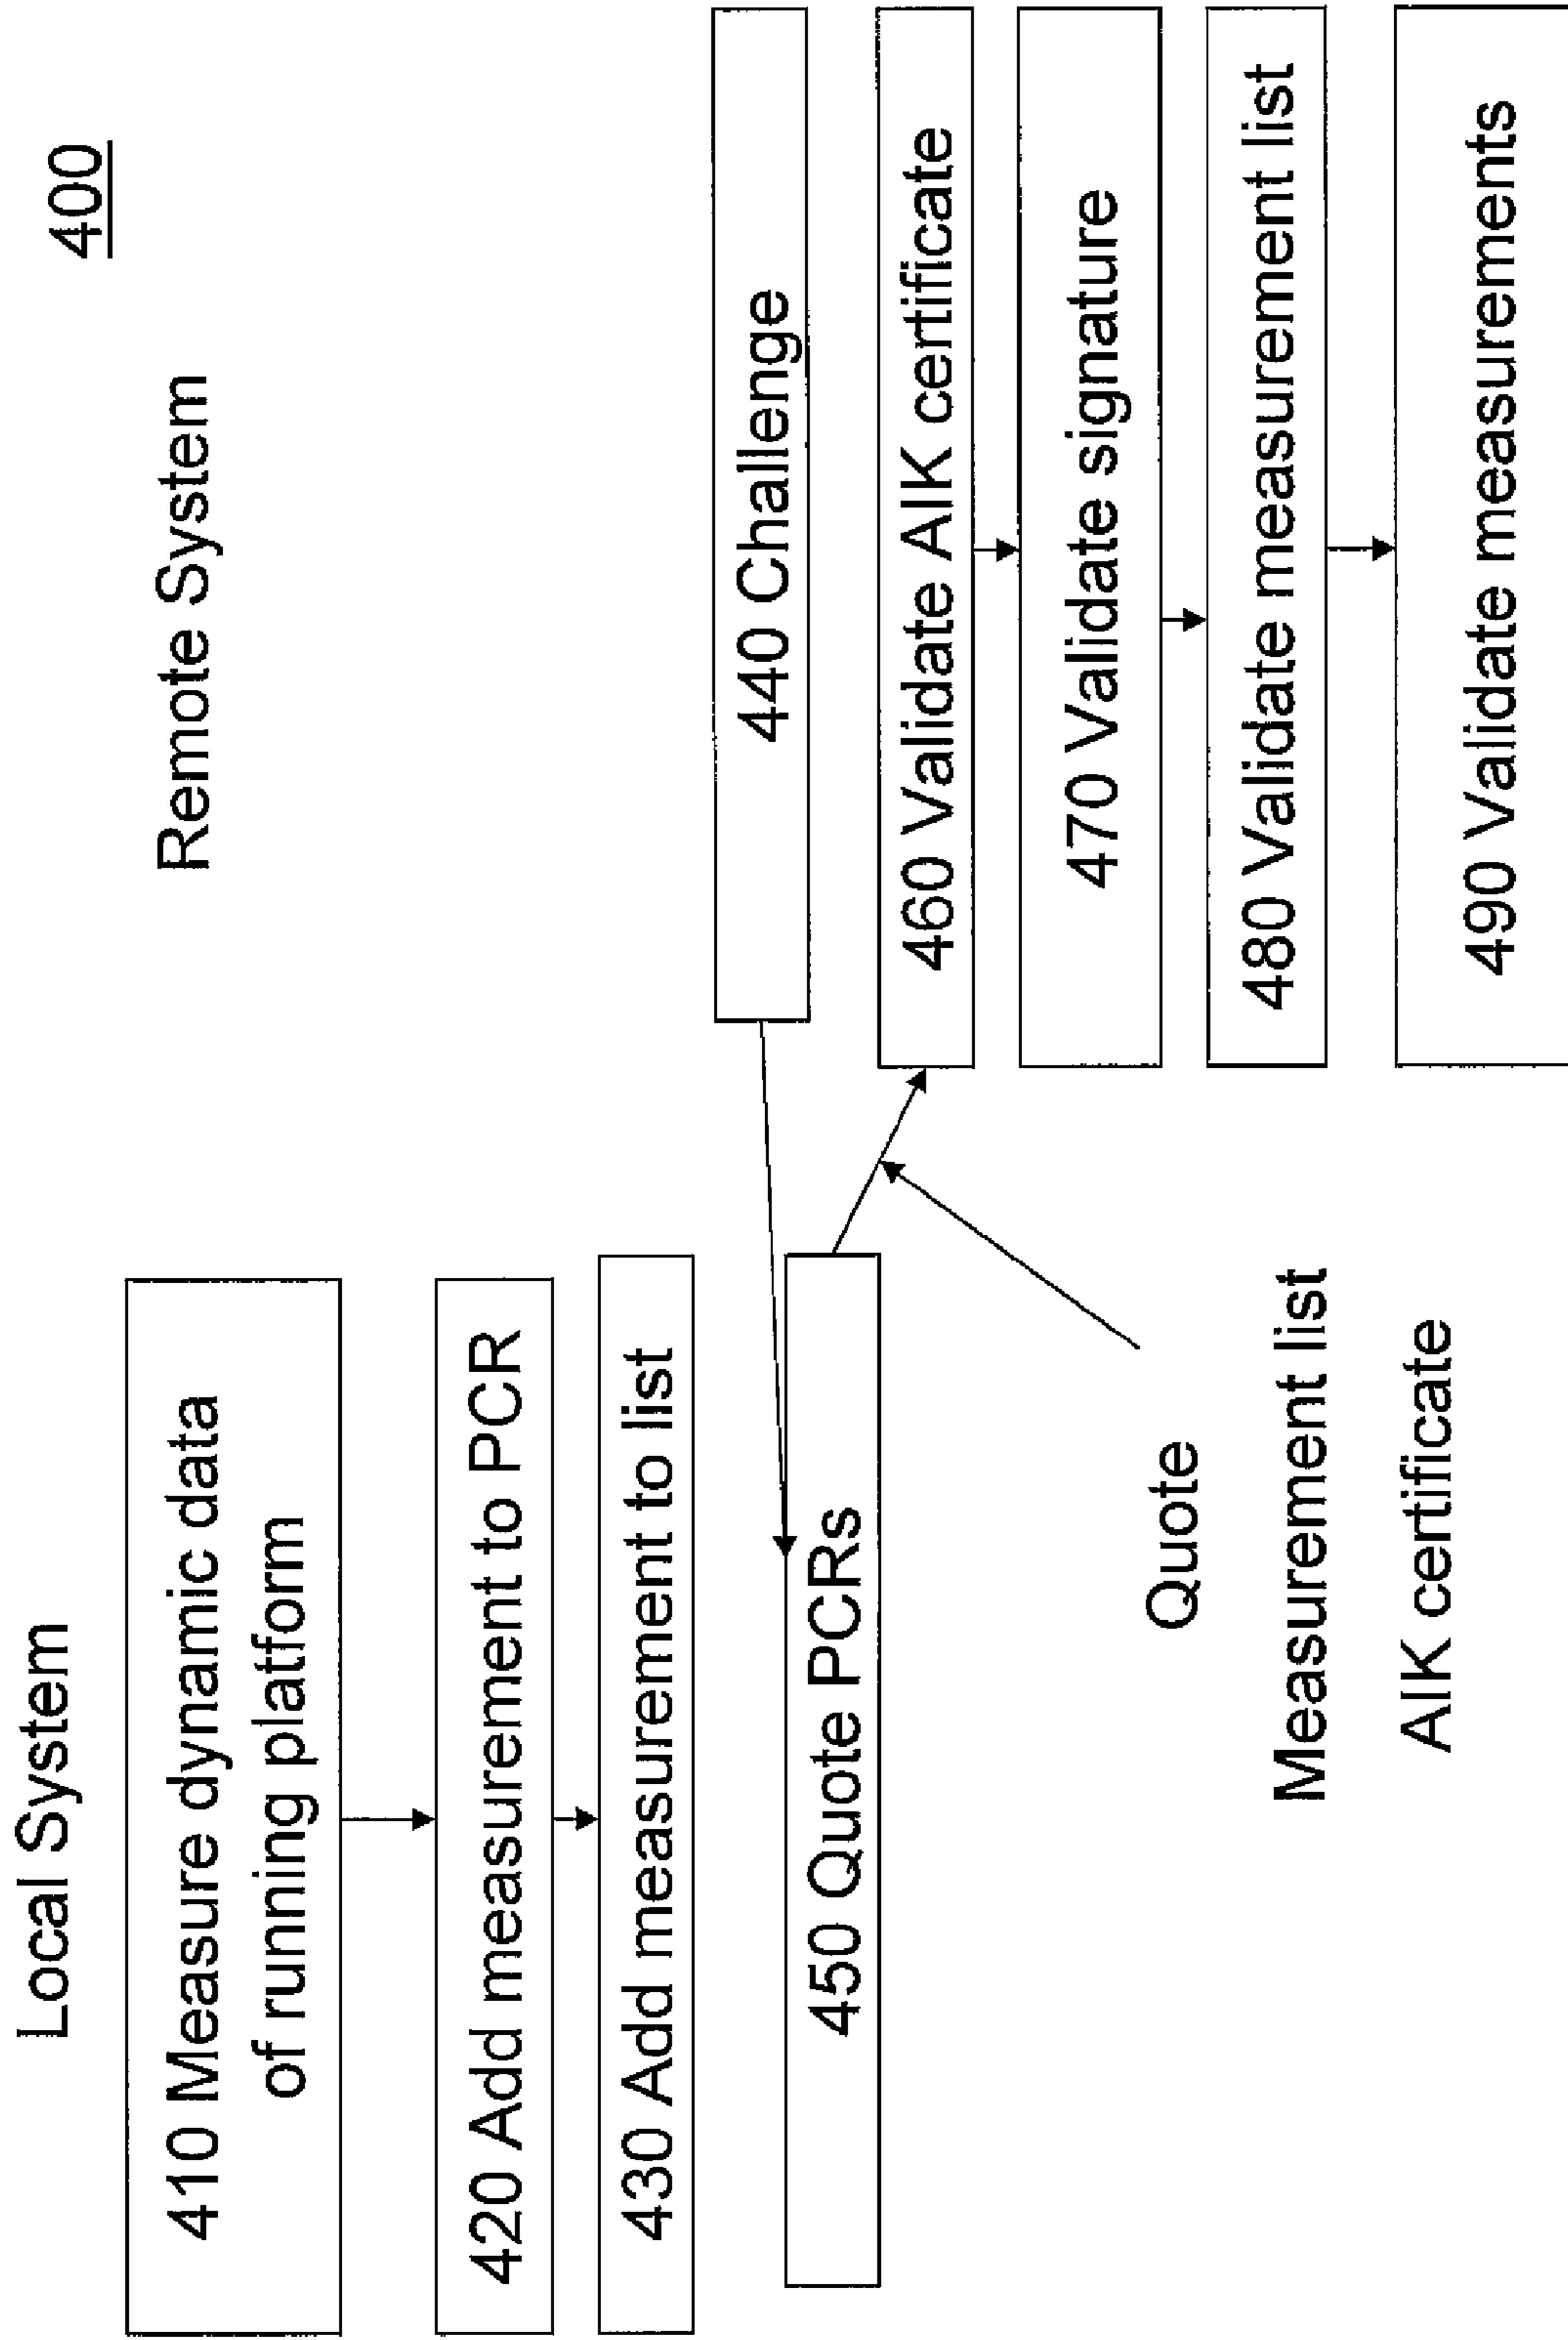 400
Local System
Remote System
410 Measure dynamic data
of running platform
420 Add measurement to PCR
430 Add measurement to list
440 Challenge
450 Quote PCRs
460 Validate AIK certificate
470 Validate signature
480 Validate measurement list
490 Validate measurements
Quote
Measurement list
AIK certificate